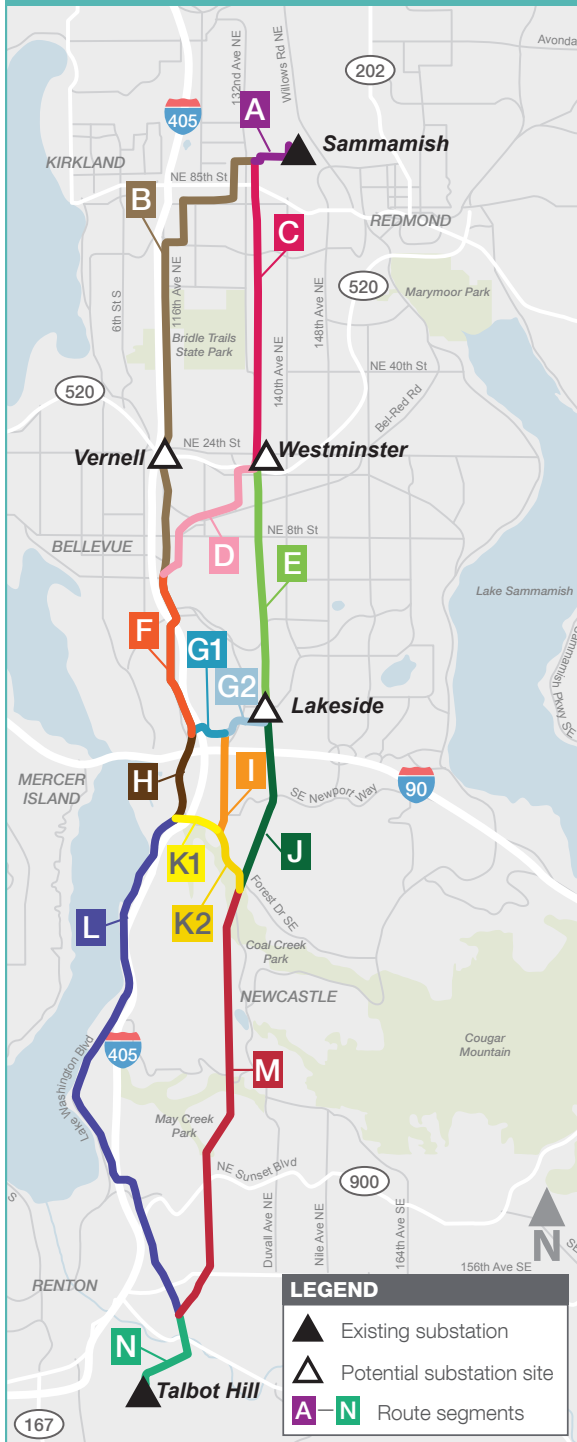 132nd Ave NE
Willows Rd NE
Avonda
202
405
A
Sammamish
KIRKLAND
NE 85th St
B
REDMOND
C
116th Ave NE
6th St S
148th Ave NE
520
Marymoor Park
Bridle Trails
State Park
140th Ave NE
NE 40th St
520
Bel-Red Rd
NE 24th St
Vernell
Westminster
NE 8th St
D
BELLEVUE
E
Lake Sammamish
F
G1
G2
Sammamish Pkwy SE
Lakeside
H
I
MERCER
ISLAND
SE Newport Way
90
J
K1
K2
Forest Dr SE
L
Coal Creek
Park
NEWCASTLE
Cougar
Mountain
405
Lake Washington Blvd
M
May Creek
Park
NE Sunset Blvd
900
S
Duvall Ave NE
Nile Ave NE
164th Ave SE
N
SE
156th Ave SE
RENTON
LEGEND
Existing substation
Potential substation site
A – N Route segments
N
Talbot Hill
167